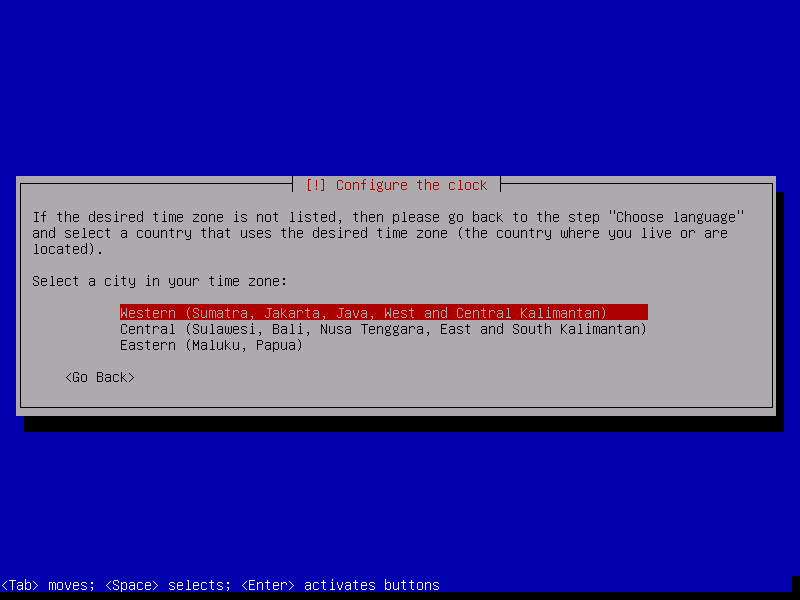 [!] Configure the clock
If the desired time zone is not listed, then please go back to the step "Choose language"
and select a country that uses the desired time zone (the country where you live or are
located).
Select a city in your time zone:
Western (Sumatra, Jakarta, Java, West and Central Kalimantan)
Central (Sulawesi, Bali, Nusa Tenggara, East and South Kalimantan)
Eastern (Maluku, Papua)
<Go Back>
<Tab> moves; <Space> selects; <Enter> activates buttons